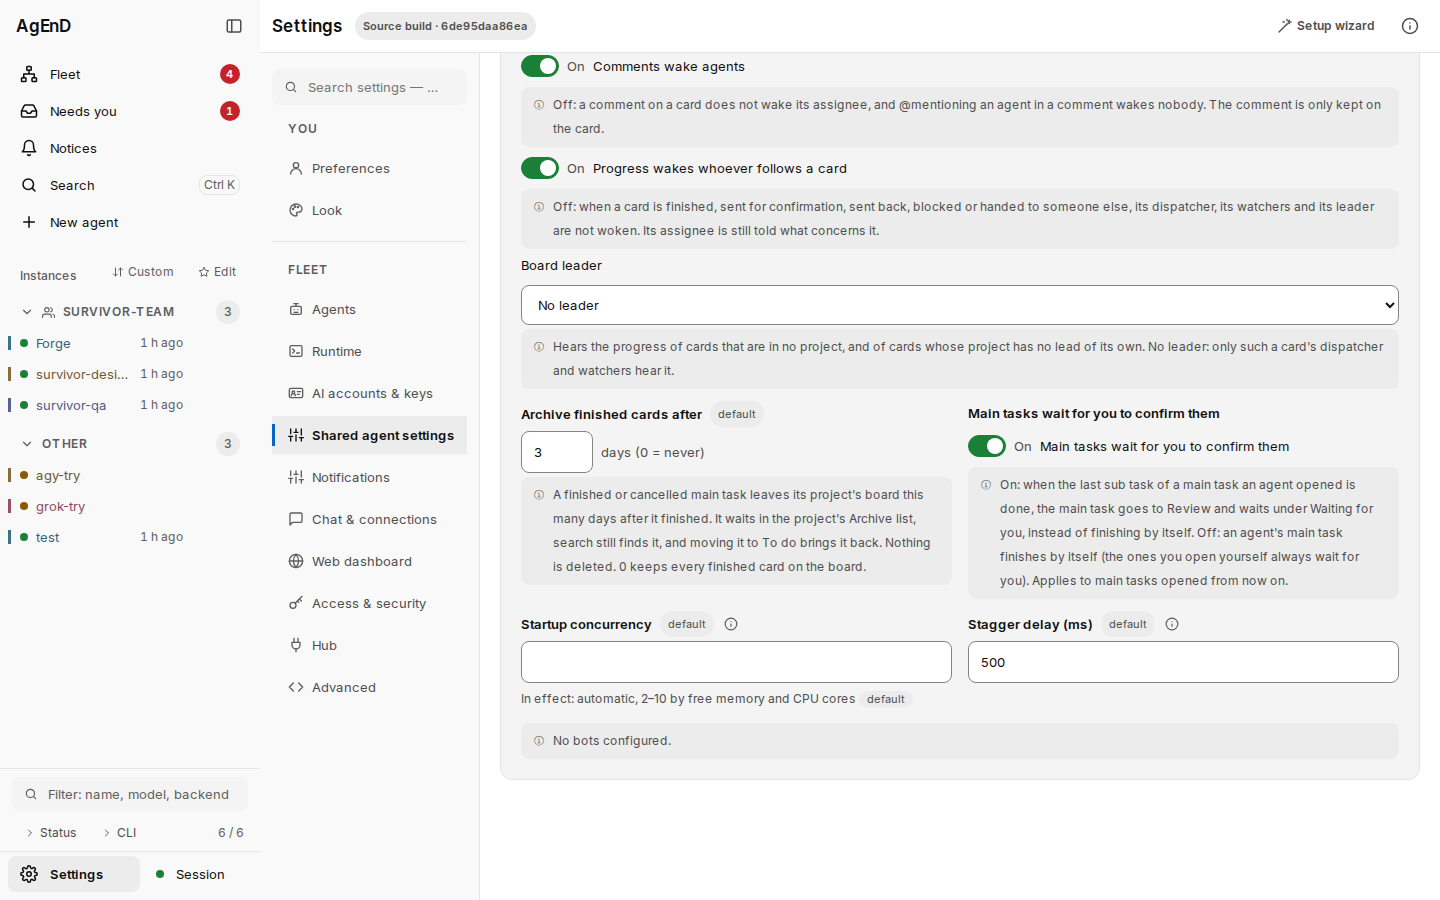 AgEnD
Fleet 4
Needs you 1
Notices
Search Ctrl K
New agent
Instances Custom Edit
SURVIVOR-TEAM 3
Forge 1 h ago
survivor-desi... 1 h ago
survivor-qa 1 h ago
OTHER 3
agy-try
grok-try
test 1 h ago
Filter: name, model, backend
Status CLI 6 / 6
Settings Session
Settings Source build · 6de95daa86ea Setup wizard
Search settings — ...
YOU
Preferences
Look
FLEET
Agents
Runtime
AI accounts & keys
Shared agent settings
Notifications
Chat & connections
Web dashboard
Access & security
Hub
Advanced
On Comments wake agents
Off: a comment on a card does not wake its assignee, and @mentioning an agent in a comment wakes nobody. The comment is only kept on
the card.
On Progress wakes whoever follows a card
Off: when a card is finished, sent for confirmation, sent back, blocked or handed to someone else, its dispatcher, its watchers and its leader
are not woken. Its assignee is still told what concerns it.
Board leader
No leader
Hears the progress of cards that are in no project, and of cards whose project has no lead of its own. No leader: only such a card's dispatcher
and watchers hear it.
Archive finished cards after default
3 days (0 = never)
A finished or cancelled main task leaves its project's board this
many days after it finished. It waits in the project's Archive list,
search still finds it, and moving it to To do brings it back. Nothing
is deleted. 0 keeps every finished card on the board.
Main tasks wait for you to confirm them
On Main tasks wait for you to confirm them
On: when the last sub task of a main task an agent opened is
done, the main task goes to Review and waits under Waiting for
you, instead of finishing by itself. Off: an agent's main task
finishes by itself (the ones you open yourself always wait for
you). Applies to main tasks opened from now on.
Startup concurrency default
In effect: automatic, 2–10 by free memory and CPU cores default
Stagger delay (ms) default
500
No bots configured.